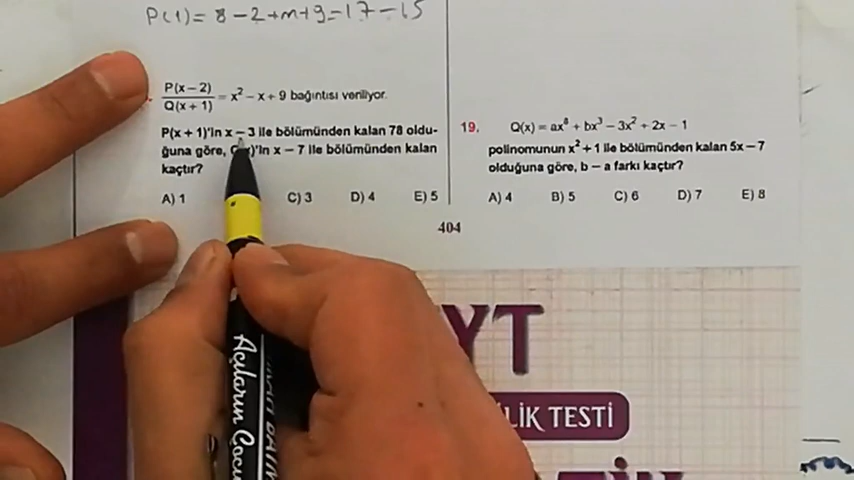 P(1) = 8 - 2 + m + 9 = 17 - 15
P(x − 2)
Q(x + 1)
= x² − x + 9 bağıntısı veriliyor.
P(x + 1)'in x − 3 ile bölümünden kalan 78 oldu-
ğuna göre, x − 7 ile bölümünden kalan
kaçtır?
A) 1 C) 3 D) 4 E) 5
19. Q(x) = ax⁸ + bx³ − 3x² + 2x − 1
polinomunun x² + 1 ile bölümünden kalan 5x − 7
olduğuna göre, b − a farkı kaçtır?
A) 4 B) 5 C) 6 D) 7 E) 8
404
YT
LİK TESTİ
Açıların Çocu